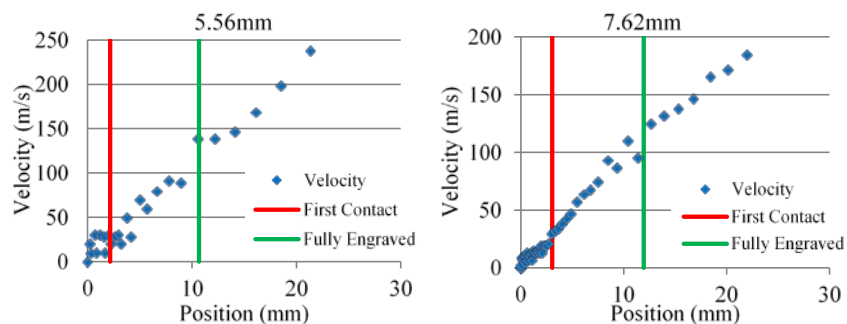 5.56mm
250
200
150
100
50
0
Velocity (m/s)
Velocity
First Contact
Fully Engraved
0 10 20 30
Position (mm)
7.62mm
200
150
100
50
0
Velocity (m/s)
Velocity
First Contact
Fully Engraved
0 10 20 30
Position (mm)